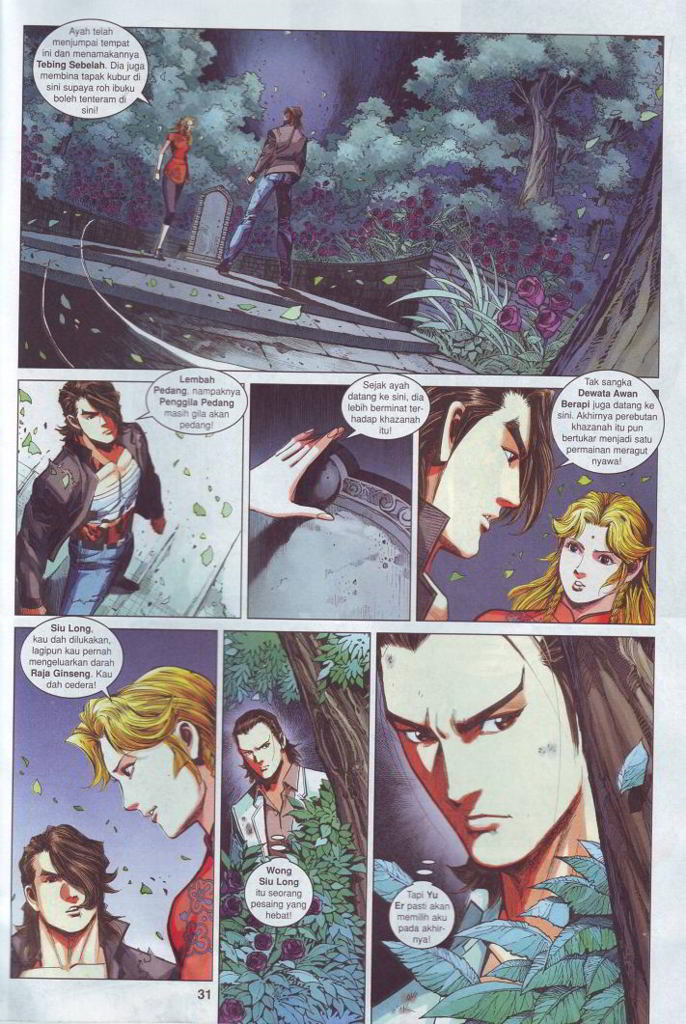 Ayah telah
menjumpai tempat
ini dan menamakannya
Tebing Sebelah. Dia juga
membina tapak kubur di
sini supaya roh ibuku
boleh tenteram di
sini!
Lembah
Pedang, nampaknya
Penggila Pedang
masih gila akan
pedang!
Sejak ayah
datang ke sini, dia
lebih berminat ter-
hadap khazanah
itu!
Tak sangka
Dewata Awan
Berapi juga datang ke
sini. Akhirnya perebutan
khazanah itu pun
bertukar menjadi satu
permainan meragut
nyawa!
Siu Long,
kau dah dilukakan,
lagipun kau pernah
mengeluarkan darah
Raja Ginseng. Kau
dah cedera!
Wong
Siu Long
itu seorang
pesaing yang
hebat!
Tapi Yu
Er pasti akan
memilih aku
pada akhir-
nya!
31